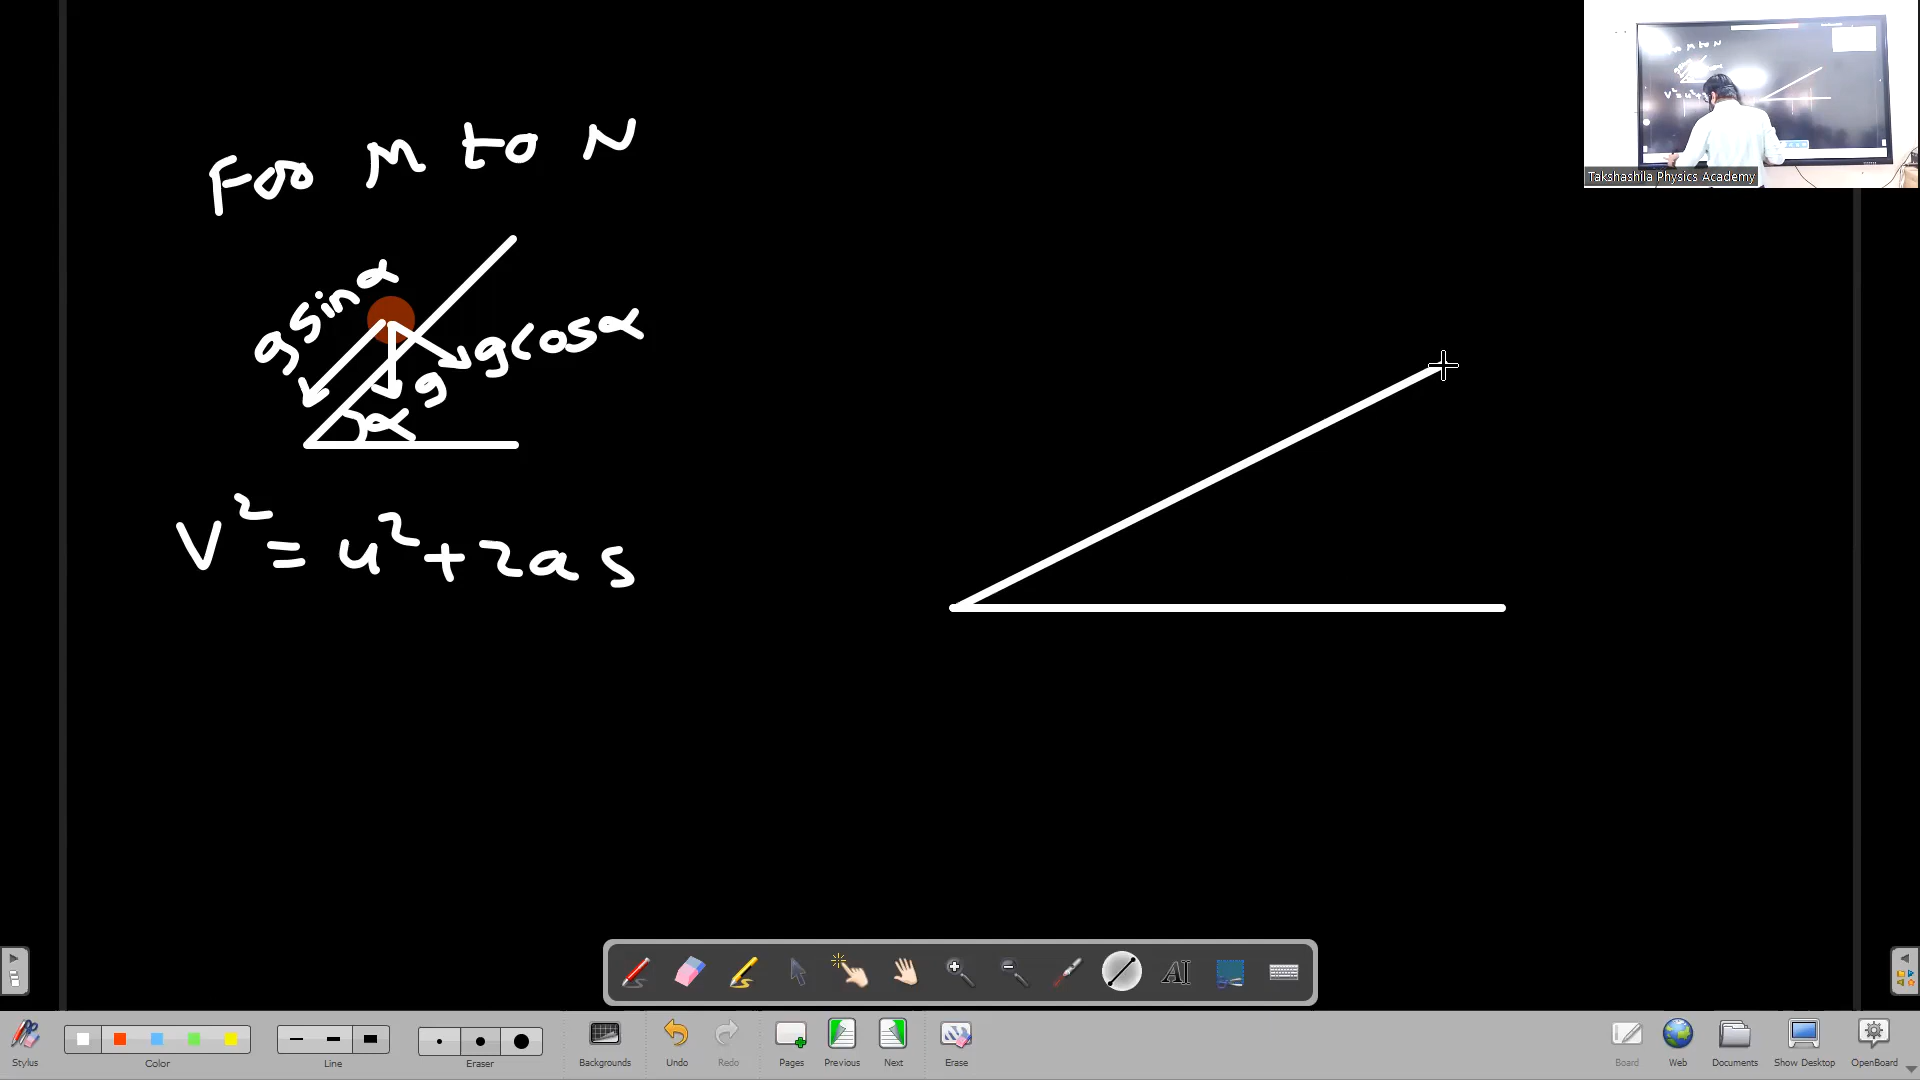 For M to N
g sin α
g cos α
g
α
V² = u² + 2as
Takshashila Physics Academy
Stylus
Color
Line
Eraser
Backgrounds
Undo
Redo
Pages
Previous
Next
Erase
Board
Web
Documents
Show Desktop
OpenBoard